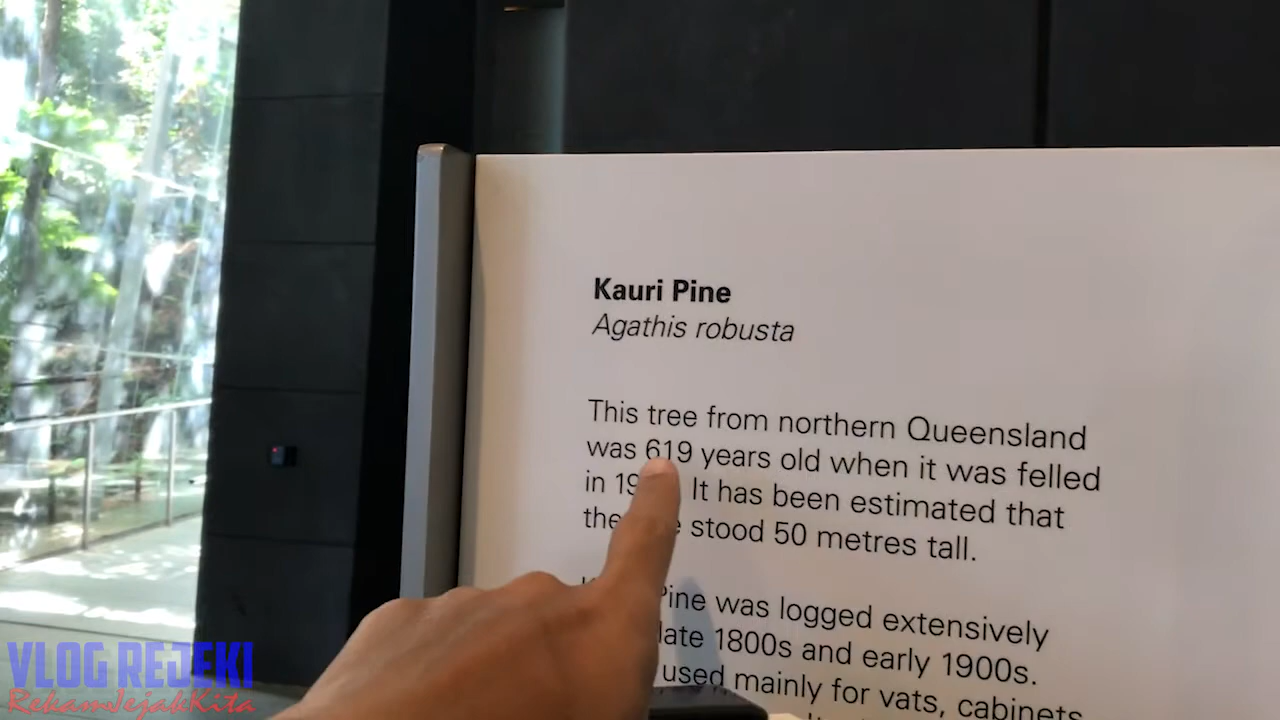 Kauri Pine
Agathis robusta
This tree from northern Queensland
was 619 years old when it was felled
in It has been estimated that
stood 50 metres tall.
Pine was logged extensively
late 1800s and early 1900s.
used mainly for vats, cabinets
VLOG REJEKI
RekamJejakKita